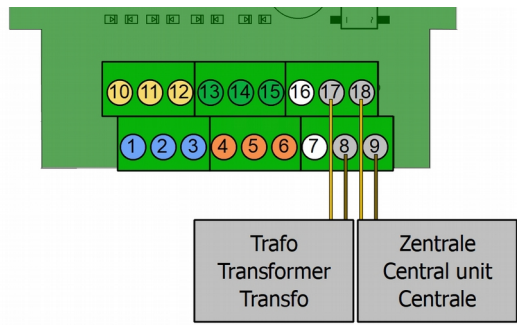 10 11 12 13 14 15 16 17 18
1 2 3 4 5 6 7 8 9
Trafo
Transformer
Transfo
Zentrale
Central unit
Centrale